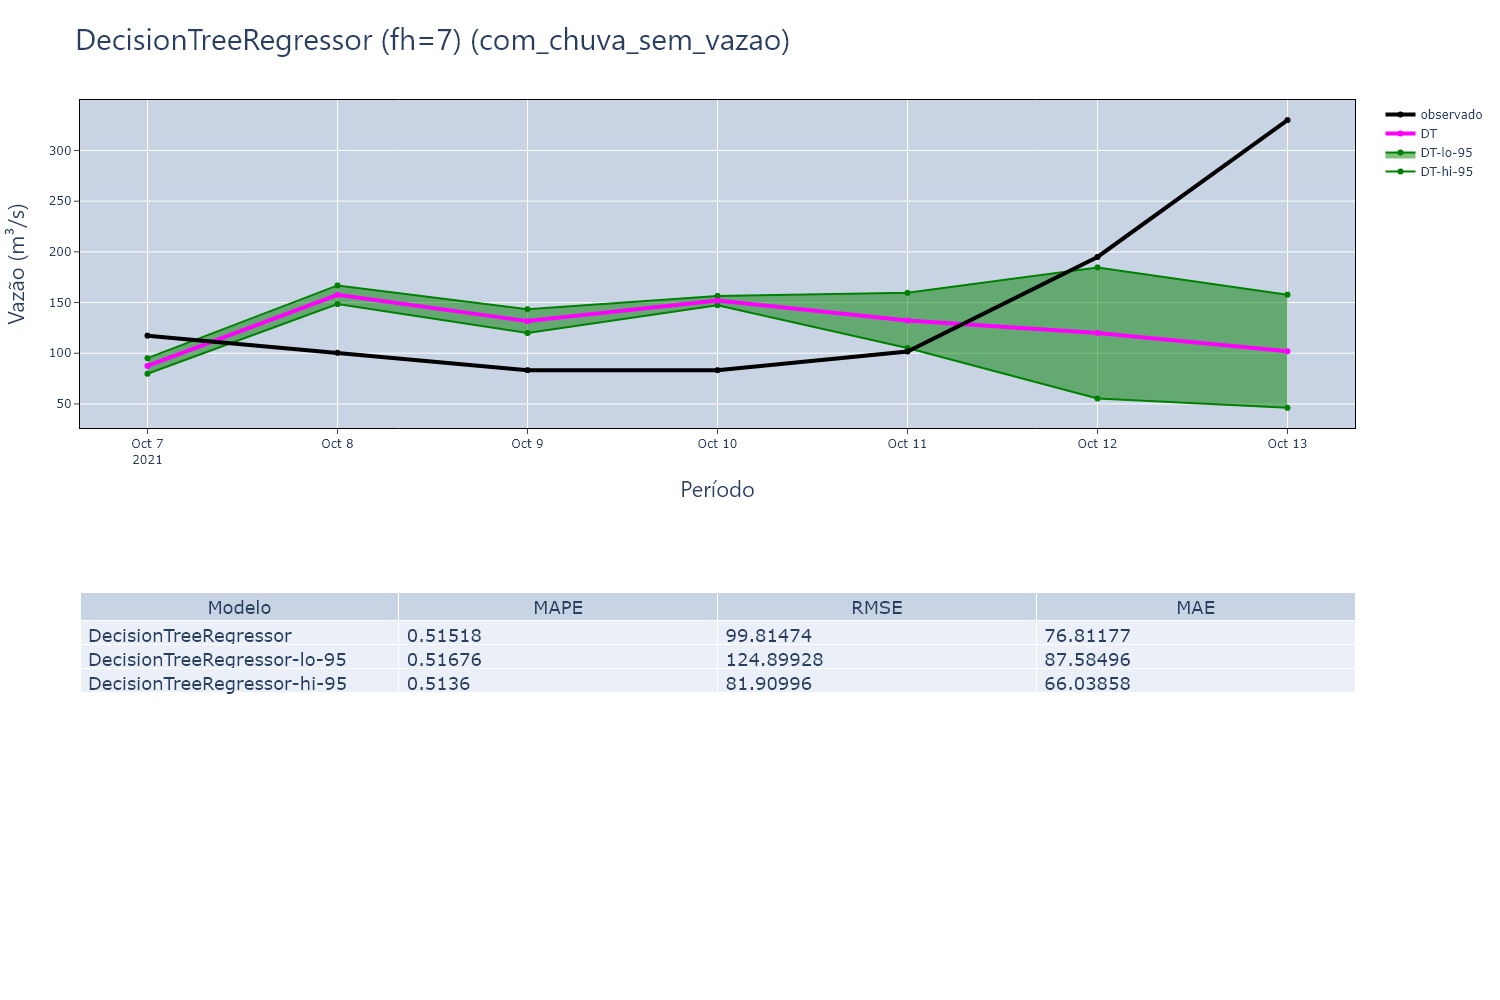 DecisionTreeRegressor (fh=7) (com_chuva_sem_vazao)
observado
DT
DT-lo-95
DT-hi-95
Vazão (m³/s)
300
250
200
150
100
50
Oct 7 Oct 8 Oct 9 Oct 10 Oct 11 Oct 12 Oct 13
2021
Período
Modelo MAPE RMSE MAE
DecisionTreeRegressor 0.51518 99.81474 76.81177
DecisionTreeRegressor-lo-95 0.51676 124.89928 87.58496
DecisionTreeRegressor-hi-95 0.5136 81.90996 66.03858